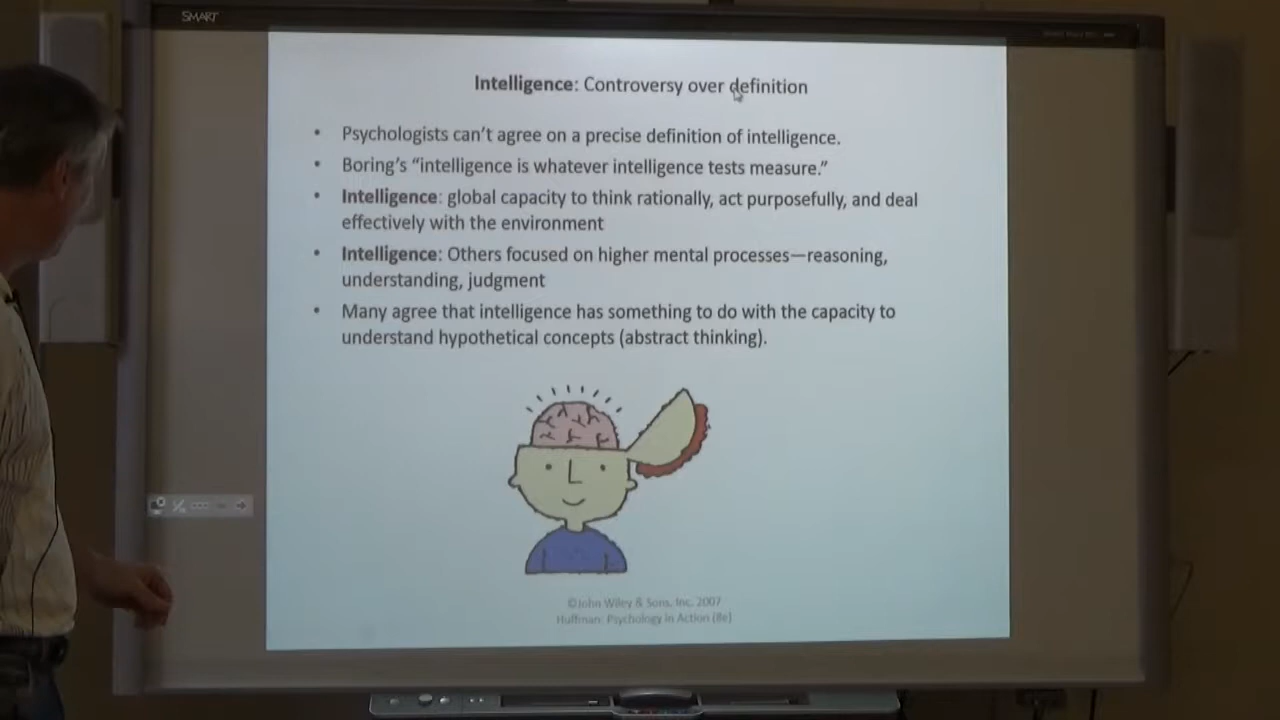 SMART
Intelligence: Controversy over definition
• Psychologists can’t agree on a precise definition of intelligence.
• Boring’s “intelligence is whatever intelligence tests measure.”
• Intelligence: global capacity to think rationally, act purposefully, and deal
effectively with the environment
• Intelligence: Others focused on higher mental processes—reasoning,
understanding, judgment
• Many agree that intelligence has something to do with the capacity to
understand hypothetical concepts (abstract thinking).
©John Wiley & Sons, Inc. 2007
Huffman: Psychology in Action (8e)